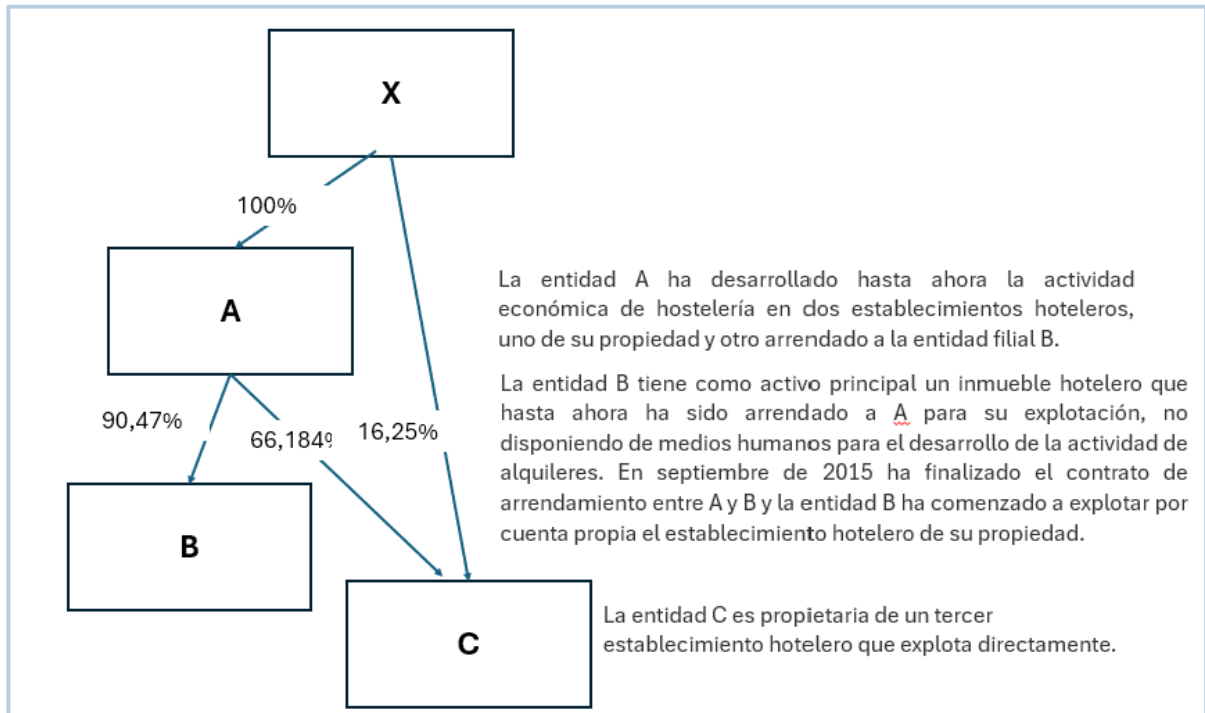 X
100%
A
La entidad A ha desarrollado hasta ahora la actividad
económica de hostelería en dos establecimientos hoteleros,
uno de su propiedad y otro arrendado a la entidad filial B.
La entidad B tiene como activo principal un inmueble hotelero que
hasta ahora ha sido arrendado a A para su explotación, no
disponiendo de medios humanos para el desarrollo de la actividad de
alquileres. En septiembre de 2015 ha finalizado el contrato de
arrendamiento entre A y B y la entidad B ha comenzado a explotar por
cuenta propia el establecimiento hotelero de su propiedad.
90,47%
66,184%
16,25%
B
La entidad C es propietaria de un tercer
establecimiento hotelero que explota directamente.
C